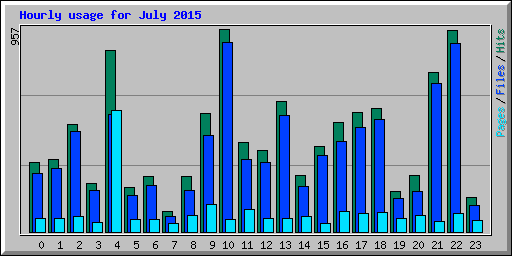 Hourly usage for July 2015
957
Pages / Files / Hits
0 1 2 3 4 5 6 7 8 9 10 11 12 13 14 15 16 17 18 19 20 21 22 23